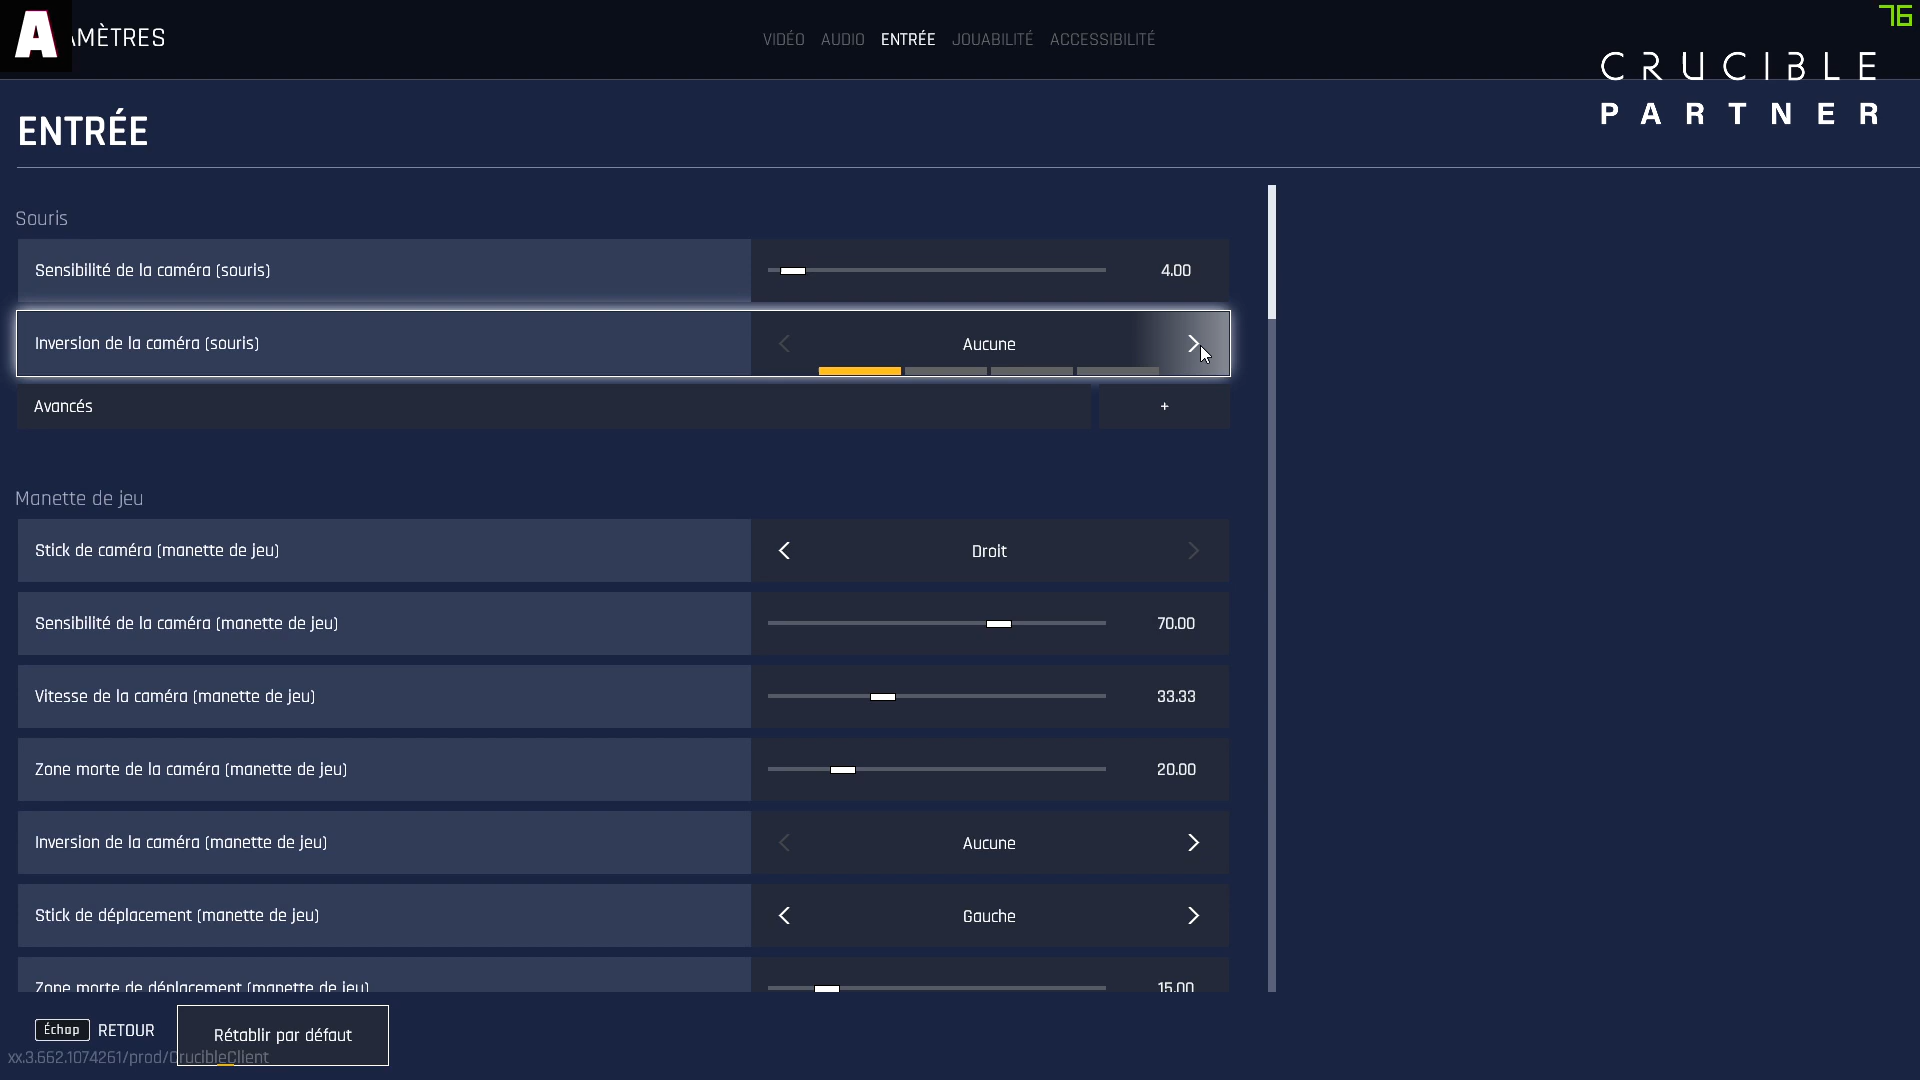 A
AMÈTRES
VIDÉO AUDIO ENTRÉE JOUABILITÉ ACCESSIBILITÉ
76
CRUCIBLE
PARTNER
ENTRÉE
Souris
Sensibilité de la caméra (souris) 4.00
Inversion de la caméra (souris) Aucune
Avancés +
Manette de jeu
Stick de caméra (manette de jeu) Droit
Sensibilité de la caméra (manette de jeu) 70.00
Vitesse de la caméra (manette de jeu) 33.33
Zone morte de la caméra (manette de jeu) 20.00
Inversion de la caméra (manette de jeu) Aucune
Stick de déplacement (manette de jeu) Gauche
Zone morte de déplacement (manette de jeu) 15.00
Échap RETOUR Rétablir par défaut
xx.3.662.1074261/prod/CrucibleClient